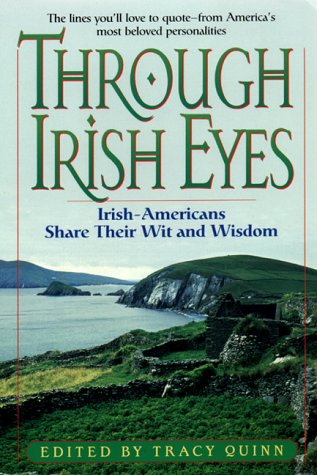 The lines you'll love to quote–from America's
most beloved personalities
THROUGH
IRISH EYES
Irish-Americans
Share Their Wit and Wisdom
EDITED BY TRACY QUINN